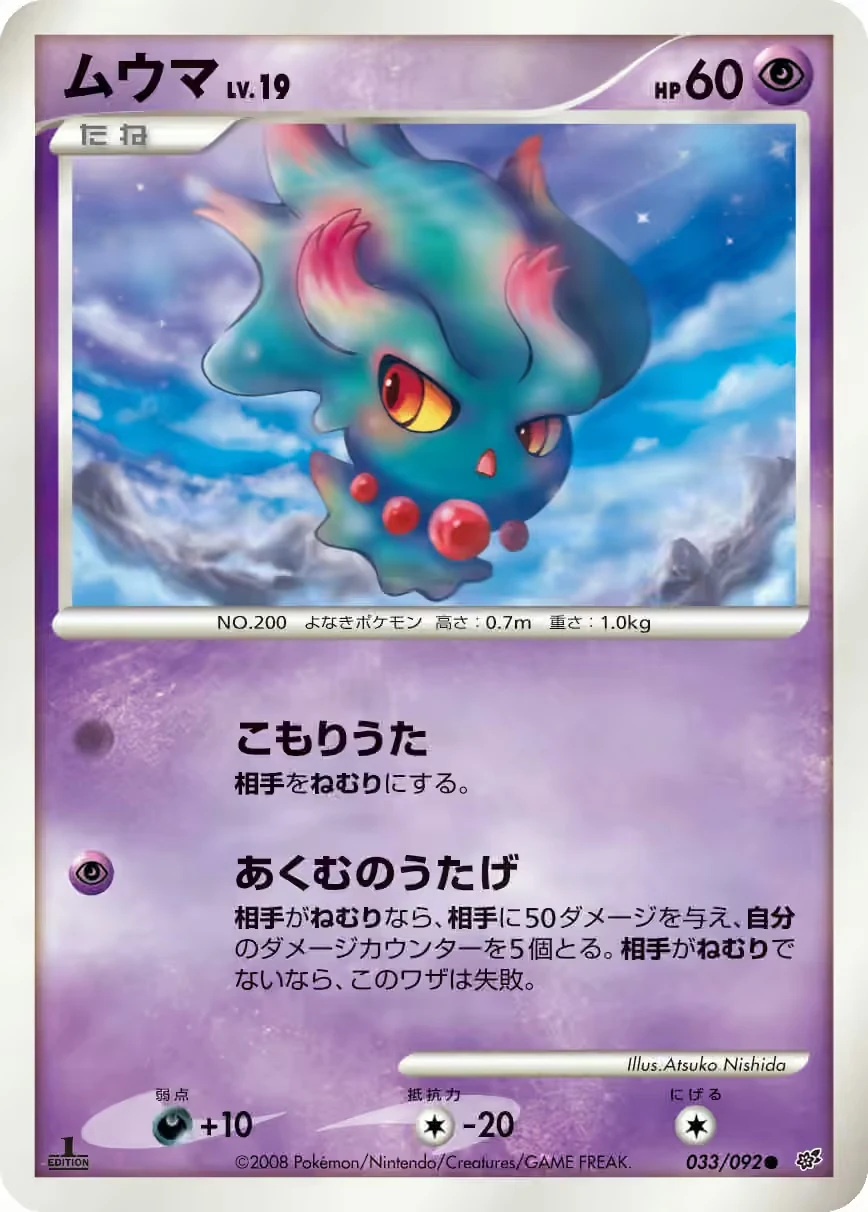 ムウマ LV.19
HP60
たね
NO.200 よなきポケモン 高さ：0.7m 重さ：1.0kg
こもりうた
相手をねむりにする。
あくむのうたげ
相手がねむりなら、相手に50ダメージを与え、自分
のダメージカウンターを5個とる。相手がねむりで
ないなら、このワザは失敗。
Illus.Atsuko Nishida
弱点 抵抗力 にげる
+10 -20
1 EDITION
©2008 Pokémon/Nintendo/Creatures/GAME FREAK.
033/092●